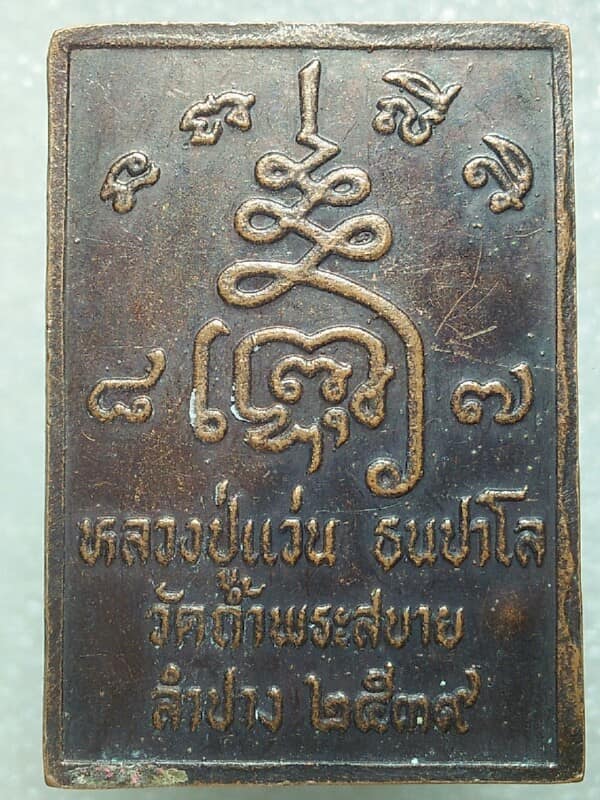 ๘ ๗
หลวงปู่แว่น ธนปาโล
วัดถ้ำพระสบาย
ลำปาง ๒๕๓๙